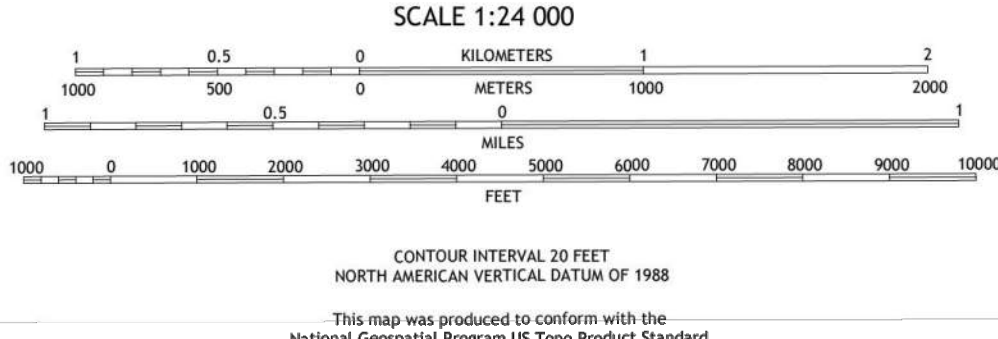 SCALE 1:24 000
1 0.5 0 KILOMETERS 1 2
1000 500 0 METERS 1000 2000
1 0.5 0 1
MILES
1000 0 1000 2000 3000 4000 5000 6000 7000 8000 9000 10000
FEET
CONTOUR INTERVAL 20 FEET
NORTH AMERICAN VERTICAL DATUM OF 1988
This map was produced to conform with the
National Geospatial Program US Topo Product Standard